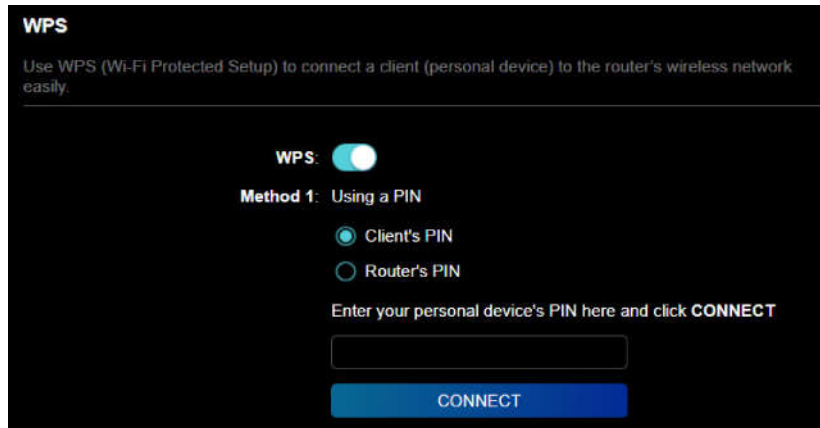 WPS
Use WPS (Wi-Fi Protected Setup) to connect a client (personal device) to the router's wireless network
easily.
WPS:
Method 1: Using a PIN
Client's PIN
Router's PIN
Enter your personal device's PIN here and click CONNECT
CONNECT